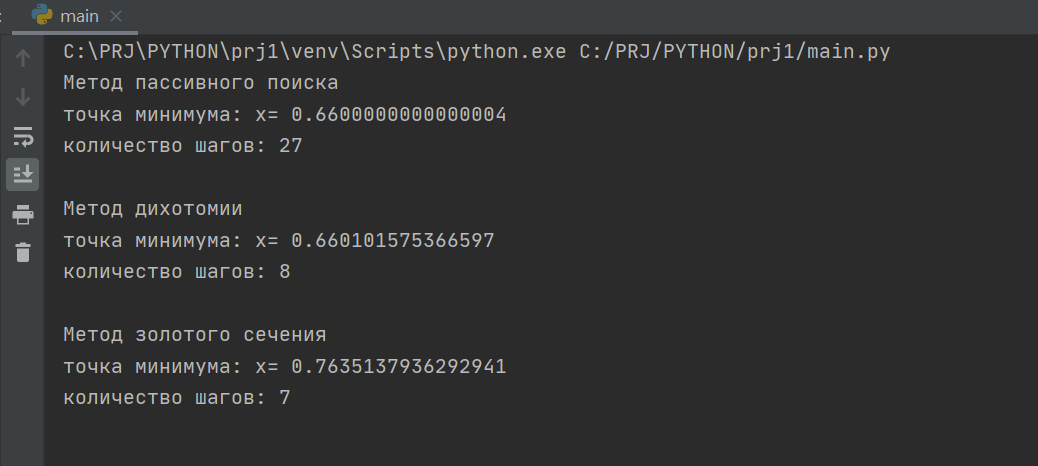 main
C:\PRJ\PYTHON\prj1\venv\Scripts\python.exe C:/PRJ/PYTHON/prj1/main.py
Метод пассивного поиска
точка минимума: x= 0.6600000000000004
количество шагов: 27
Метод дихотомии
точка минимума: x= 0.660101575366597
количество шагов: 8
Метод золотого сечения
точка минимума: x= 0.7635137936292941
количество шагов: 7